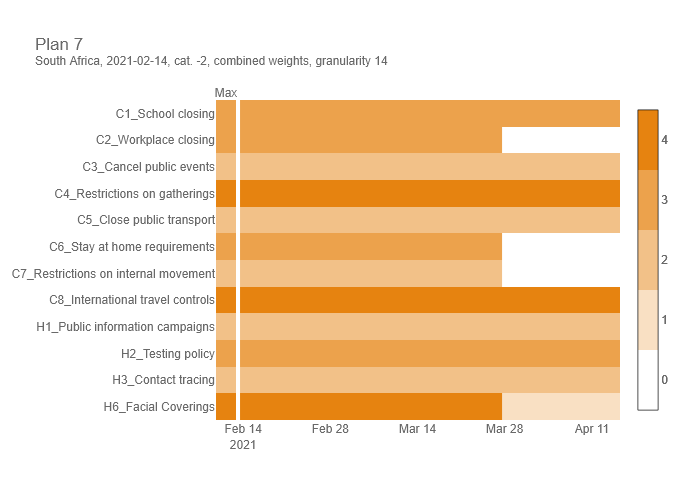 Plan 7
South Africa, 2021-02-14, cat. -2, combined weights, granularity 14
Max
C1_School closing
C2_Workplace closing
C3_Cancel public events
C4_Restrictions on gatherings
C5_Close public transport
C6_Stay at home requirements
C7_Restrictions on internal movement
C8_International travel controls
H1_Public information campaigns
H2_Testing policy
H3_Contact tracing
H6_Facial Coverings
Feb 14 Feb 28 Mar 14 Mar 28 Apr 11
2021
4
3
2
1
0